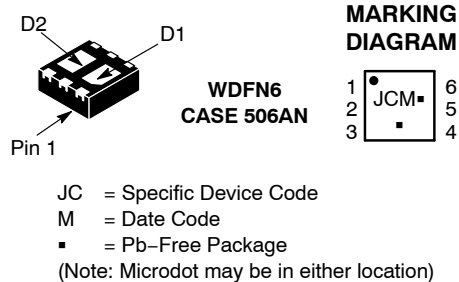 D2
D1
Pin 1
WDFN6
CASE 506AN
MARKING
DIAGRAM
1
2
3
JCM▪
▪
6
5
4
JC = Specific Device Code
M = Date Code
▪ = Pb−Free Package
(Note: Microdot may be in either location)